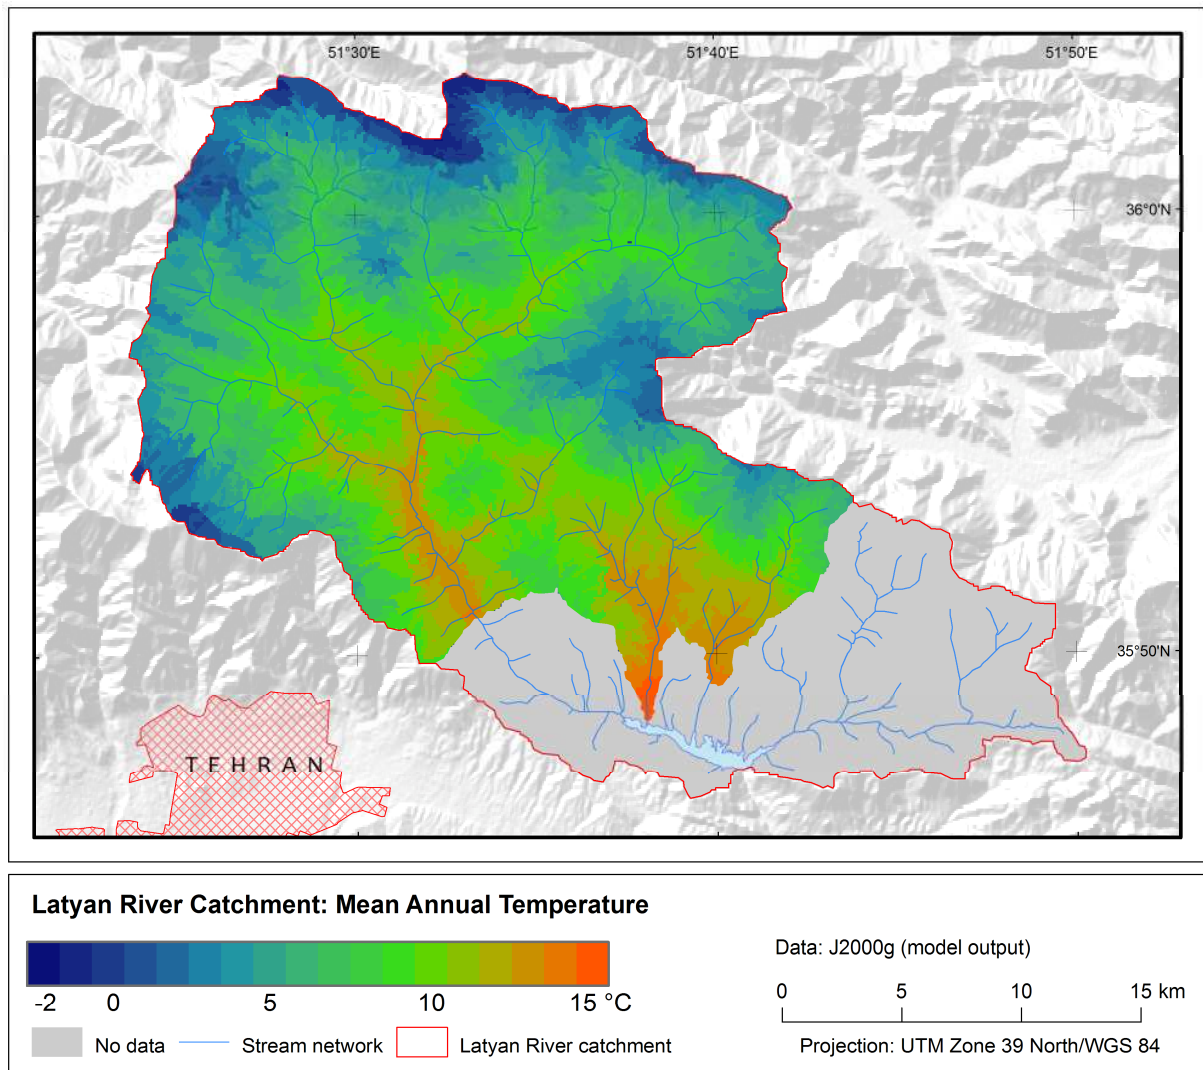 51°30'E 51°40'E 51°50'E
36°0'N
35°50'N
TEHRAN
Latyan River Catchment: Mean Annual Temperature
-2 0 5 10 15 °C
No data Stream network Latyan River catchment
Data: J2000g (model output)
0 5 10 15 km
Projection: UTM Zone 39 North/WGS 84